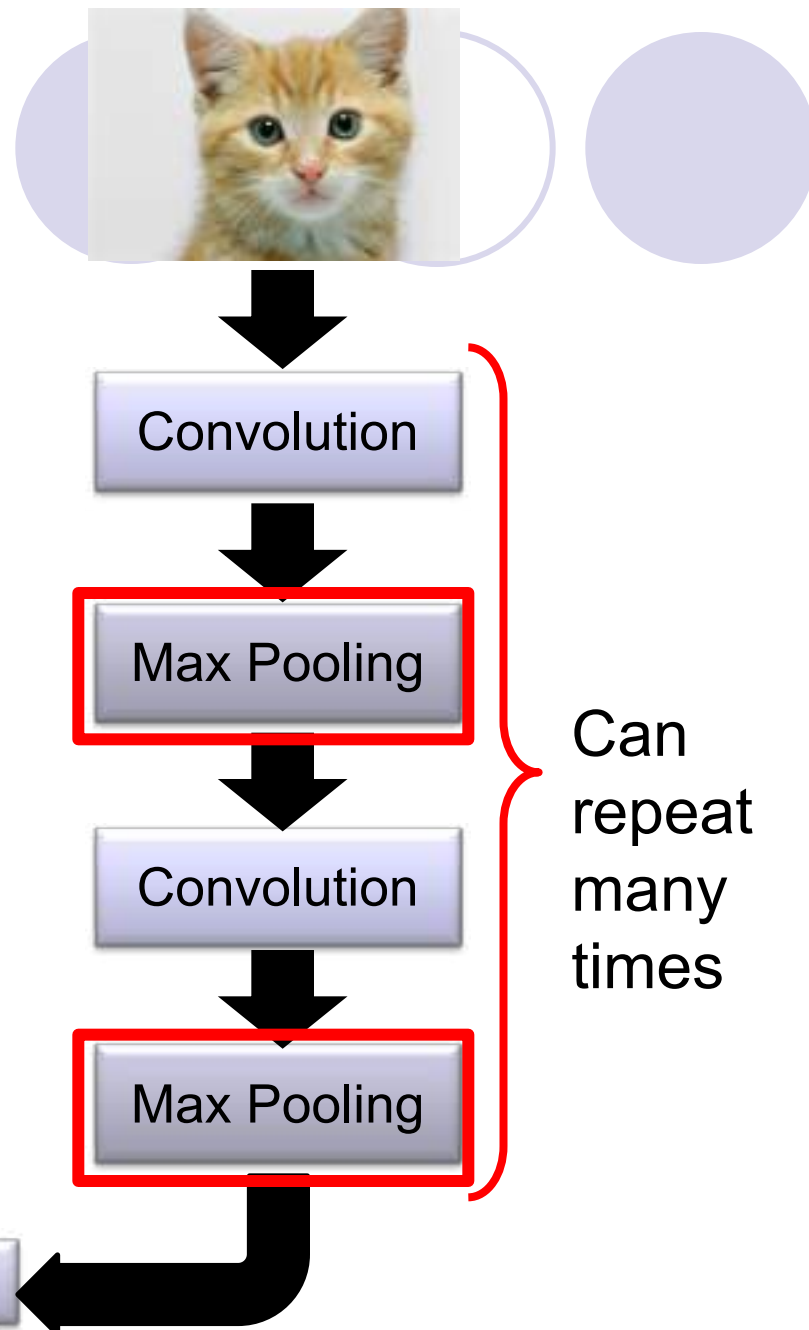 Convolution
Max Pooling
Can
repeat
many
times
Convolution
Max Pooling